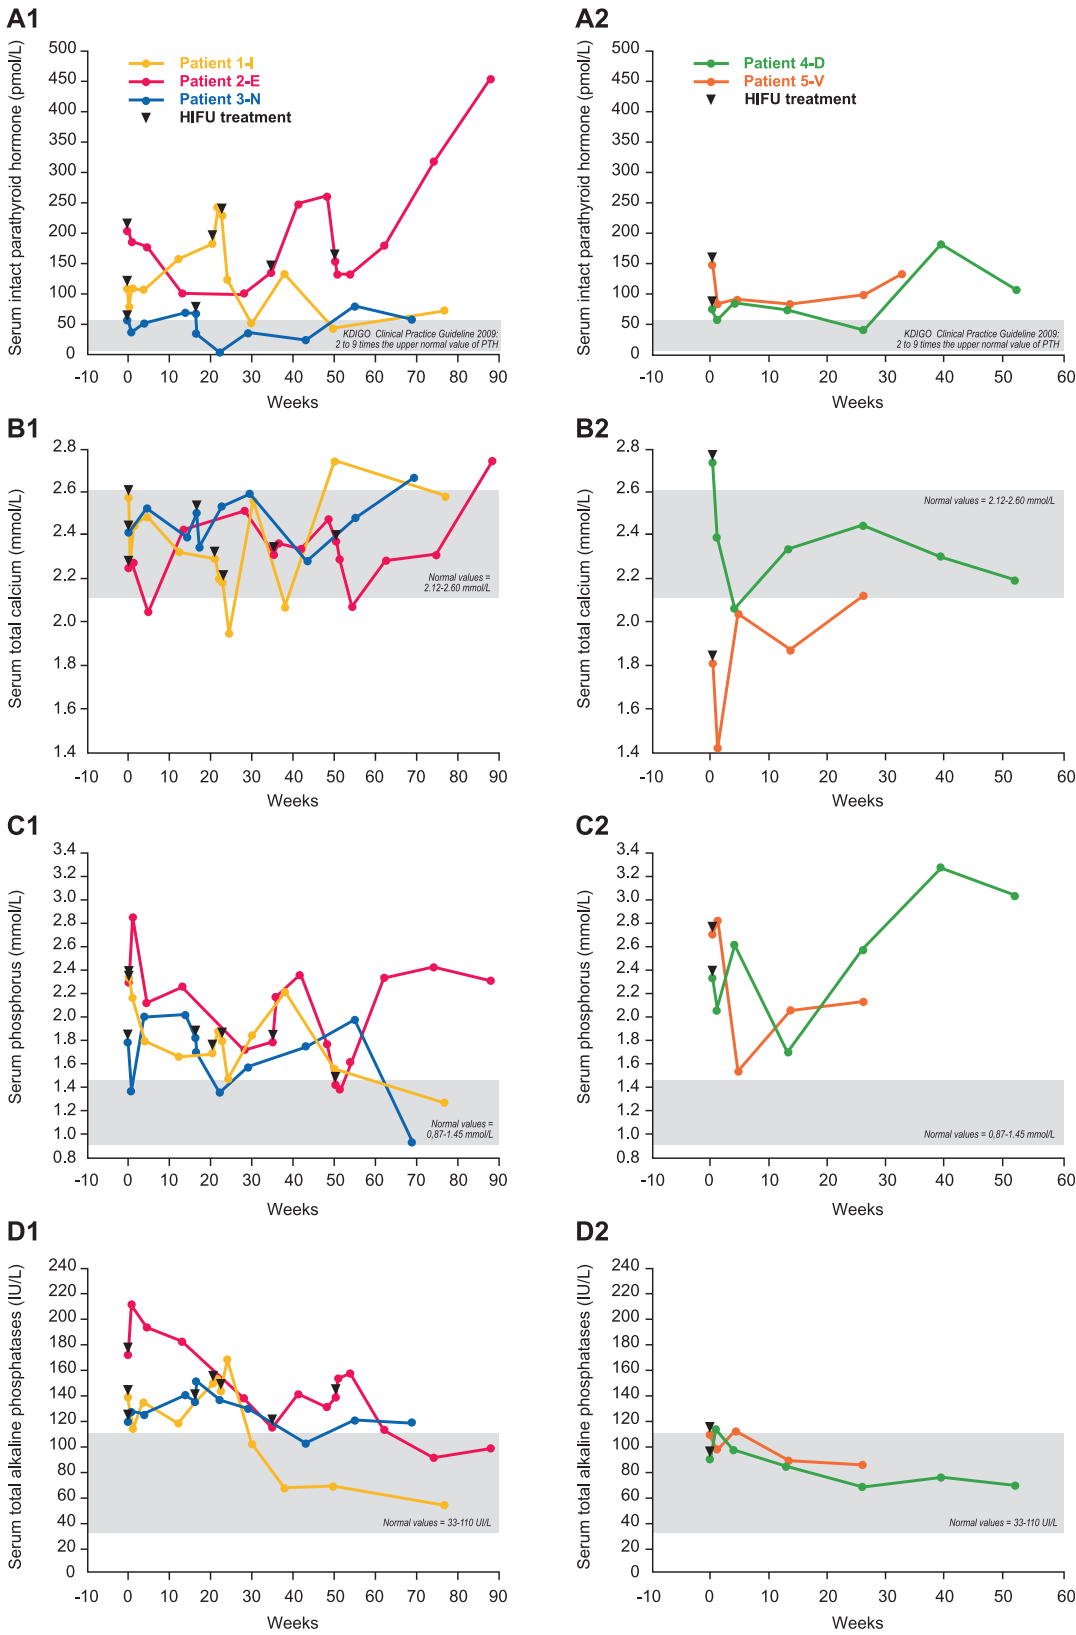 A1
Serum intact parathyroid hormone (pmol/L)
500
450
400
350
300
250
200
150
100
50
0
Patient 1-I
Patient 2-E
Patient 3-N
HIFU treatment
KDIGO Clinical Practice Guideline 2009:
2 to 9 times the upper normal value of PTH
-10 0 10 20 30 40 50 60 70 80 90
Weeks
A2
Serum intact parathyroid hormone (pmol/L)
500
450
400
350
300
250
200
150
100
50
0
Patient 4-D
Patient 5-V
HIFU treatment
KDIGO Clinical Practice Guideline 2009:
2 to 9 times the upper normal value of PTH
-10 0 10 20 30 40 50 60
Weeks
B1
Serum total calcium (mmol/L)
2.8
2.6
2.4
2.2
2.0
1.8
1.6
1.4
Normal values =
2.12-2.60 mmol/L
-10 0 10 20 30 40 50 60 70 80 90
Weeks
B2
Serum total calcium (mmol/L)
2.8
2.6
2.4
2.2
2.0
1.8
1.6
1.4
Normal values = 2.12-2.60 mmol/L
-10 0 10 20 30 40 50 60
Weeks
C1
Serum phosphorus (mmol/L)
3.4
3.2
3.0
2.8
2.6
2.4
2.2
2.0
1.8
1.6
1.4
1.2
1.0
0.8
Normal values =
0,87-1.45 mmol/L
-10 0 10 20 30 40 50 60 70 80 90
Weeks
C2
Serum phosphorus (mmol/L)
3.4
3.2
3.0
2.8
2.6
2.4
2.2
2.0
1.8
1.6
1.4
1.2
1.0
0.8
Normal values = 0,87-1.45 mmol/L
-10 0 10 20 30 40 50 60
Weeks
D1
Serum total alkaline phosphatases (IU/L)
240
220
200
180
160
140
120
100
80
60
40
20
0
Normal values = 33-110 UI/L
-10 0 10 20 30 40 50 60 70 80 90
Weeks
D2
Serum total alkaline phosphatases (IU/L)
240
220
200
180
160
140
120
100
80
60
40
20
0
Normal values = 33-110 UI/L
-10 0 10 20 30 40 50 60
Weeks